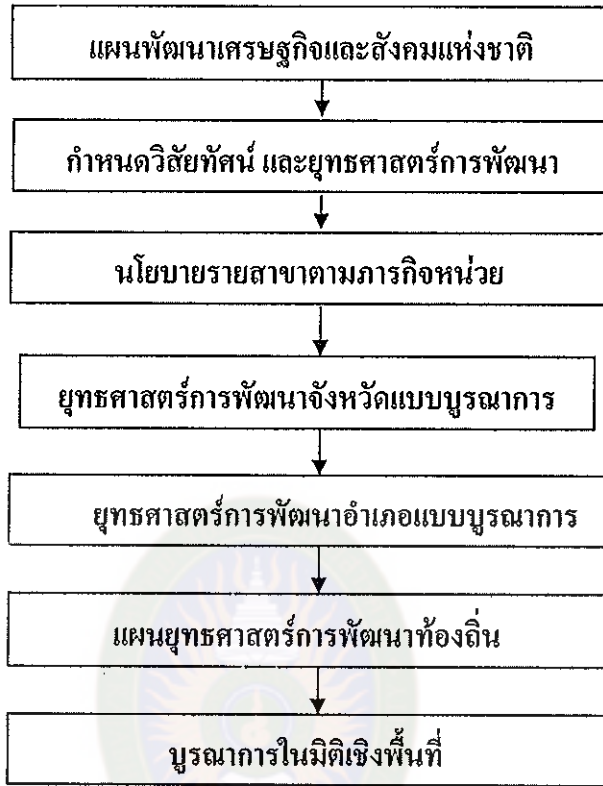 แผนพัฒนาเศรษฐกิจและสังคมแห่งชาติ
กำหนดวิสัยทัศน์ และยุทธศาสตร์การพัฒนา
นโยบายรายสาขาตามภารกิจหน่วย
ยุทธศาสตร์การพัฒนาจังหวัดแบบบูรณาการ
ยุทธศาสตร์การพัฒนาอำเภอแบบบูรณาการ
แผนยุทธศาสตร์การพัฒนาท้องถิ่น
บูรณาการในมิติเชิงพื้นที่